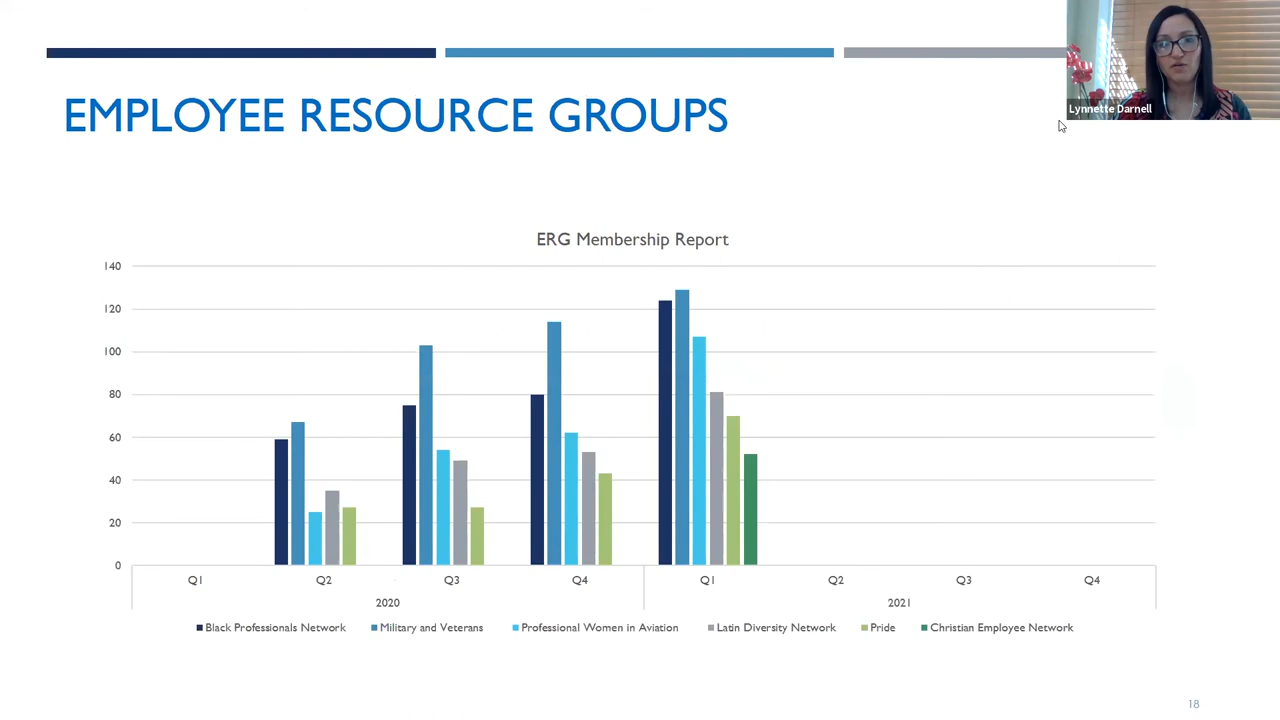 Lynnette Darnell
EMPLOYEE RESOURCE GROUPS
ERG Membership Report
140
120
100
80
60
40
20
0
Q1 Q2 Q3 Q4 Q1 Q2 Q3 Q4
2020 2021
Black Professionals Network Military and Veterans Professional Women in Aviation Latin Diversity Network Pride Christian Employee Network
18